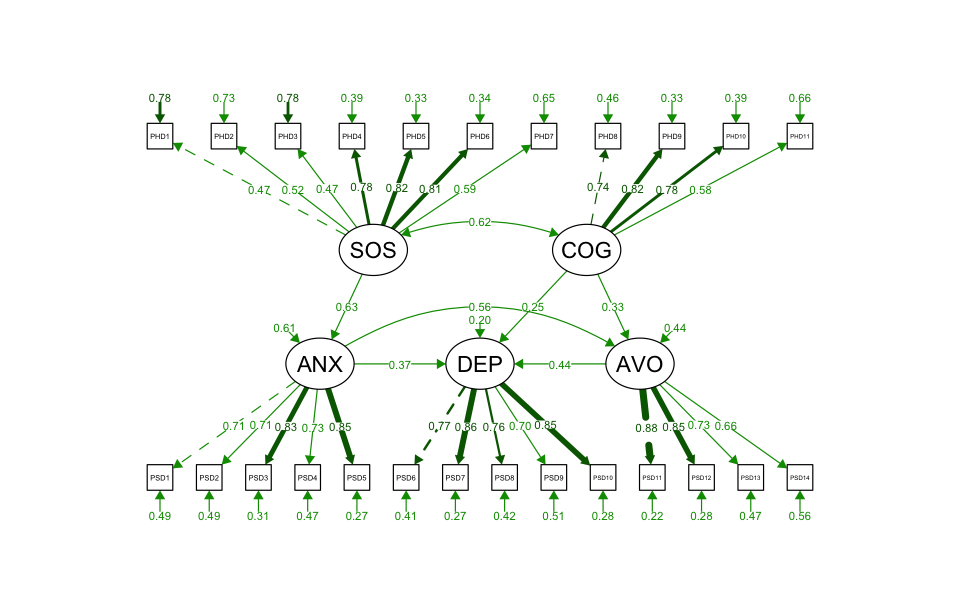 0.78 0.73 0.78 0.39 0.33 0.34 0.65 0.46 0.33 0.39 0.66
PHD1 PHD2 PHD3 PHD4 PHD5 PHD6 PHD7 PHD8 PHD9 PHD10 PHD11
0.47 0.52 0.47 0.78 0.82 0.81 0.59 0.74 0.82 0.78 0.58
0.62
SOS COG
0.63 0.56 0.25 0.33
0.61 0.20 0.44
ANX 0.37 DEP 0.44 AVO
0.71 0.71 0.83 0.73 0.85 0.77 0.86 0.76 0.70 0.85 0.88 0.85 0.73 0.66
PSD1 PSD2 PSD3 PSD4 PSD5 PSD6 PSD7 PSD8 PSD9 PSD10 PSD11 PSD12 PSD13 PSD14
0.49 0.49 0.31 0.47 0.27 0.41 0.27 0.42 0.51 0.28 0.22 0.28 0.47 0.56